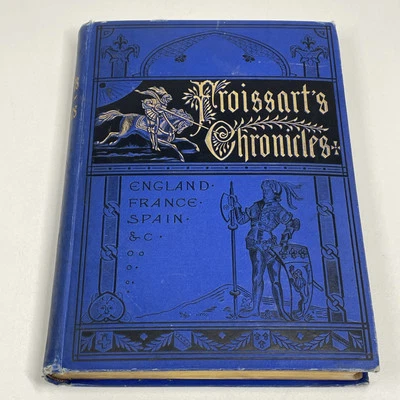 Froissart's
Chronicles
ENGLAND·
FRANCE·
SPAIN·
&C·